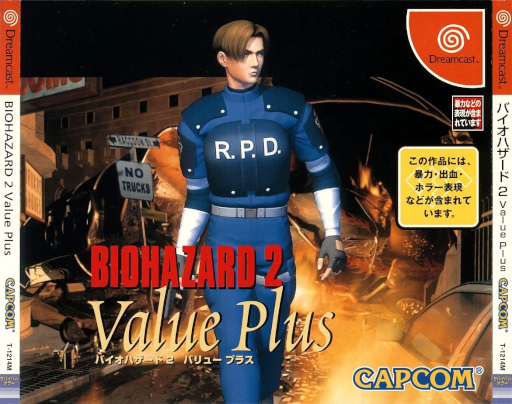 Dreamcast
BIOHAZARD 2 Value Plus
CAPCOM
T-1214M
RACCOON ST.
NO
TRUCKS
R.P.D.
BIOHAZARD 2
Value Plus
バイオハザード 2 バリュー プラス
Dreamcast
暴力などの
表現が含ま
れています
この作品には、
暴力・出血・
ホラー表現
などが含まれて
います。
CAPCOM®
Dreamcast
バイオハザード 2 Value Plus
CAPCOM
T-1214M